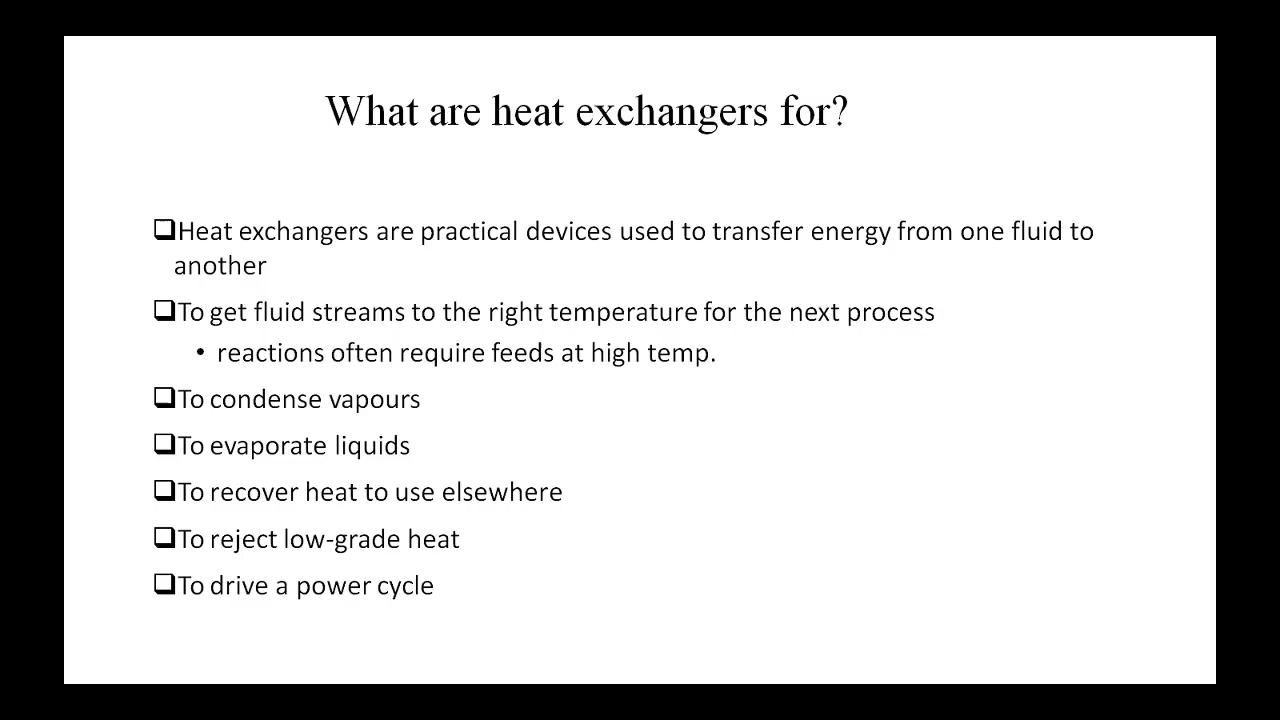 What are heat exchangers for?
❑Heat exchangers are practical devices used to transfer energy from one fluid to
another
❑To get fluid streams to the right temperature for the next process
• reactions often require feeds at high temp.
❑To condense vapours
❑To evaporate liquids
❑To recover heat to use elsewhere
❑To reject low-grade heat
❑To drive a power cycle